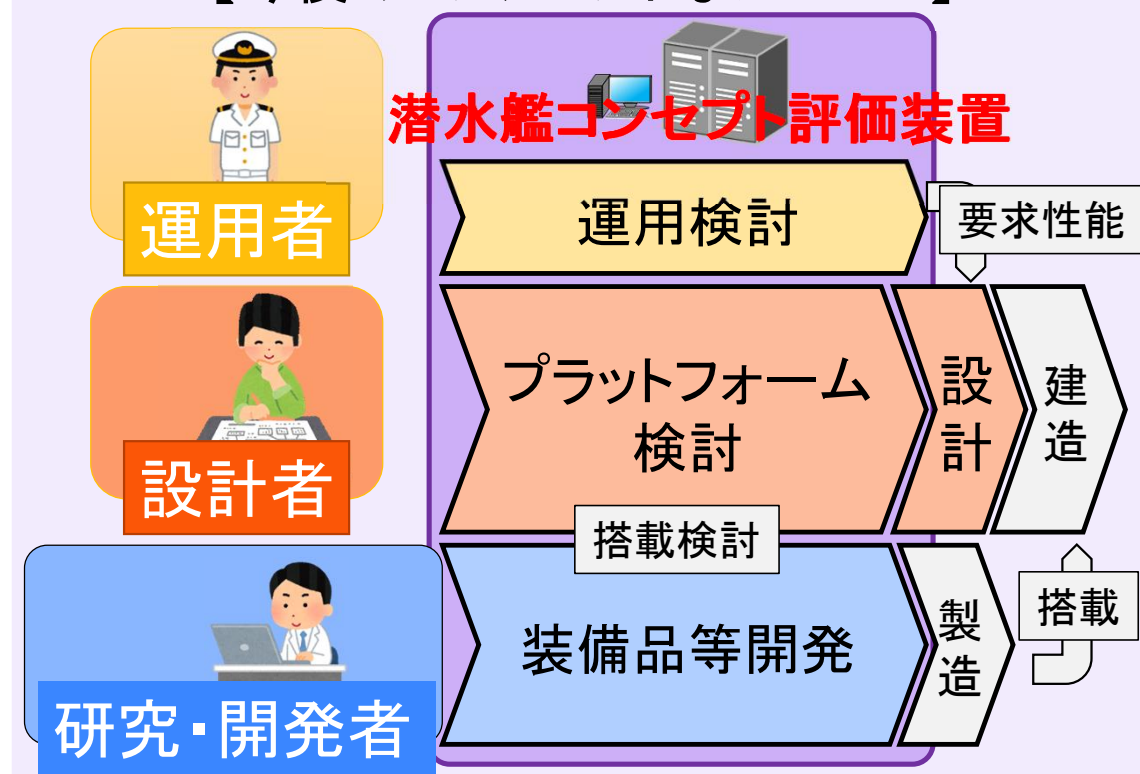 潜水艦コンセプト評価装置
運用者
運用検討
要求性能
設計者
プラットフォーム
検討
設計
建造
搭載検討
研究・開発者
装備品等開発
製造
搭載